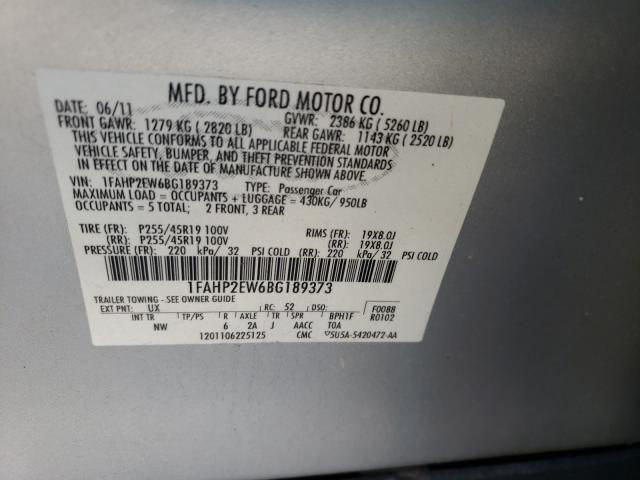 MFD. BY FORD MOTOR CO.
DATE: 06/11 GVWR: 2386 KG ( 5260 LB)
FRONT GAWR: 1279 KG ( 2820 LB) REAR GAWR: 1143 KG ( 2520 LB)
THIS VEHICLE CONFORMS TO ALL APPLICABLE FEDERAL MOTOR
VEHICLE SAFETY, BUMPER, AND THEFT PREVENTION STANDARDS
IN EFFECT ON THE DATE OF MANUFACTURE SHOWN ABOVE.
VIN: 1FAHP2EW6BG189373 TYPE: Passenger Car
MAXIMUM LOAD = OCCUPANTS + LUGGAGE = 430KG/ 950LB
OCCUPANTS = 5 TOTAL; 2 FRONT, 3 REAR
TIRE (FR): P255/45R19 100V RIMS (FR): 19X8.0J
(RR): P255/45R19 100V (RR): 19X8.0J
PRESSURE (FR): 220 kPa/ 32 PSI COLD (RR): 220 kPa/ 32 PSI COLD
1FAHP2EW6BG189373
TRAILER TOWING - SEE OWNER GUIDE
EXT PNT: UX RC: 52 DSO: F0088
INT TR TP/PS R AXLE TR SPR BPH1F R0102
NW 6 2A J AACC TOA
1201106225125 CMC 5U5A-5420472-AA